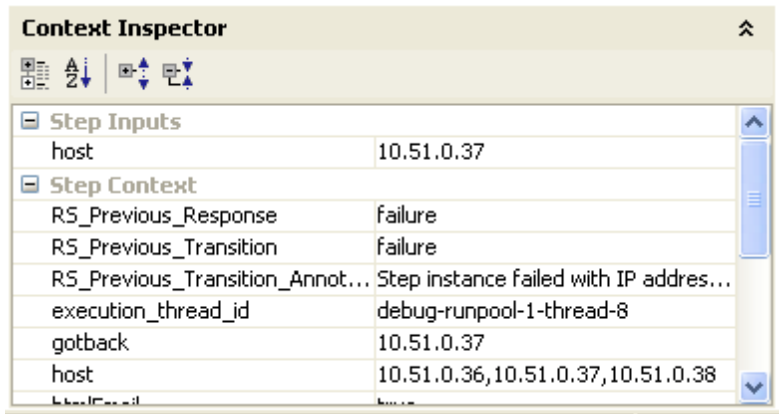 Context Inspector
Step Inputs
host 10.51.0.37
Step Context
RS_Previous_Response failure
RS_Previous_Transition failure
RS_Previous_Transition_Annot... Step instance failed with IP addres...
execution_thread_id debug-runpool-1-thread-8
gotback 10.51.0.37
host 10.51.0.36,10.51.0.37,10.51.0.38